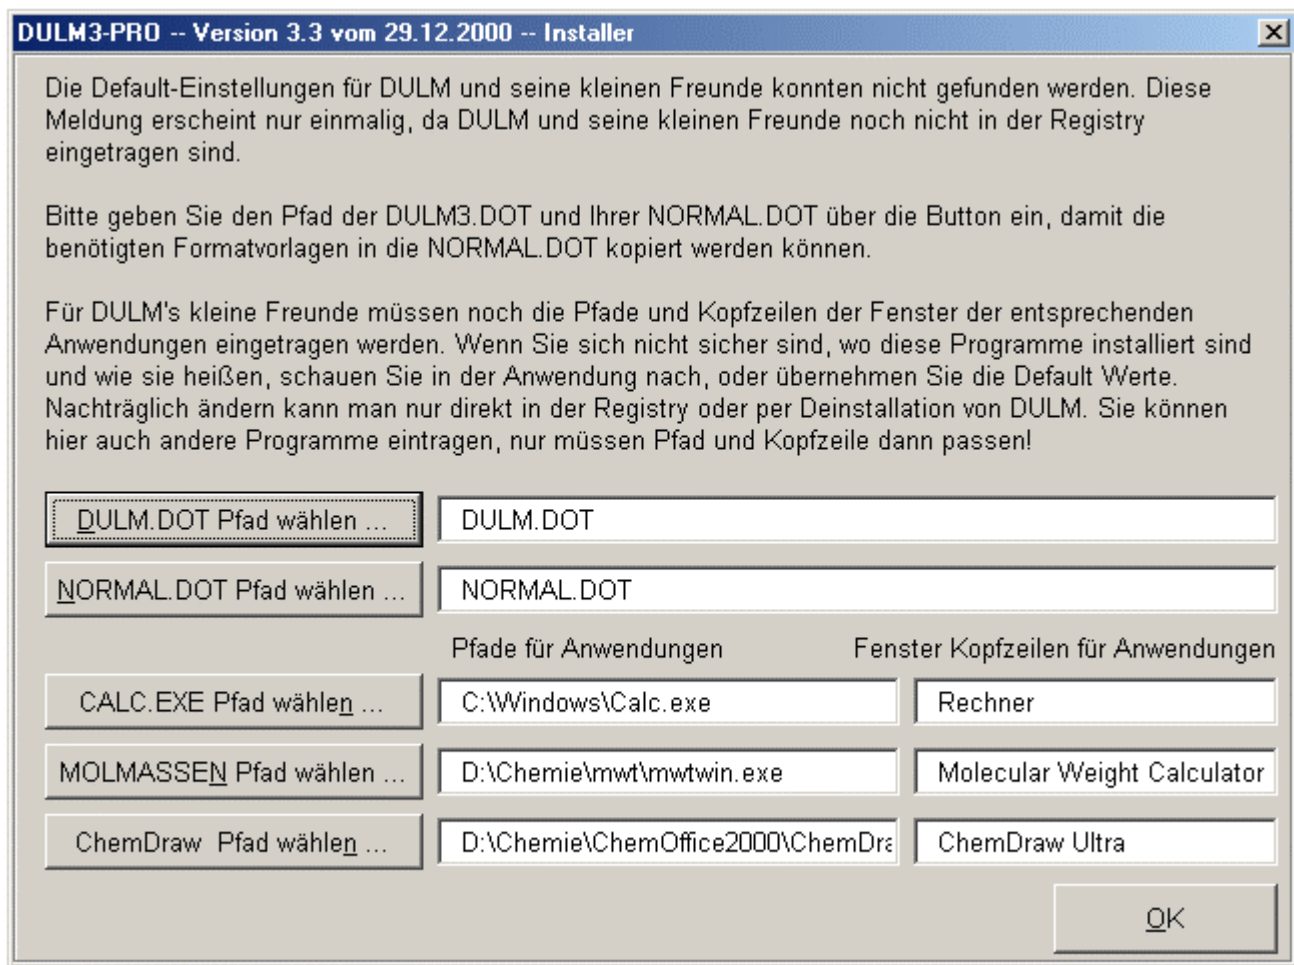 DULM3-PRO -- Version 3.3 vom 29.12.2000 -- Installer
Die Default-Einstellungen für DULM und seine kleinen Freunde konnten nicht gefunden werden. Diese
Meldung erscheint nur einmalig, da DULM und seine kleinen Freunde noch nicht in der Registry
eingetragen sind.
Bitte geben Sie den Pfad der DULM3.DOT und Ihrer NORMAL.DOT über die Button ein, damit die
benötigten Formatvorlagen in die NORMAL.DOT kopiert werden können.
Für DULM's kleine Freunde müssen noch die Pfade und Kopfzeilen der Fenster der entsprechenden
Anwendungen eingetragen werden. Wenn Sie sich nicht sicher sind, wo diese Programme installiert sind
und wie sie heißen, schauen Sie in der Anwendung nach, oder übernehmen Sie die Default Werte.
Nachträglich ändern kann man nur direkt in der Registry oder per Deinstallation von DULM. Sie können
hier auch andere Programme eintragen, nur müssen Pfad und Kopfzeile dann passen!
DULM.DOT Pfad wählen ... DULM.DOT
NORMAL.DOT Pfad wählen ... NORMAL.DOT
Pfade für Anwendungen Fenster Kopfzeilen für Anwendungen
CALC.EXE Pfad wählen ... C:\Windows\Calc.exe Rechner
MOLMASSEN Pfad wählen ... D:\Chemie\mwt\mwtwin.exe Molecular Weight Calculator
ChemDraw Pfad wählen ... D:\Chemie\ChemOffice2000\ChemDra ChemDraw Ultra
OK